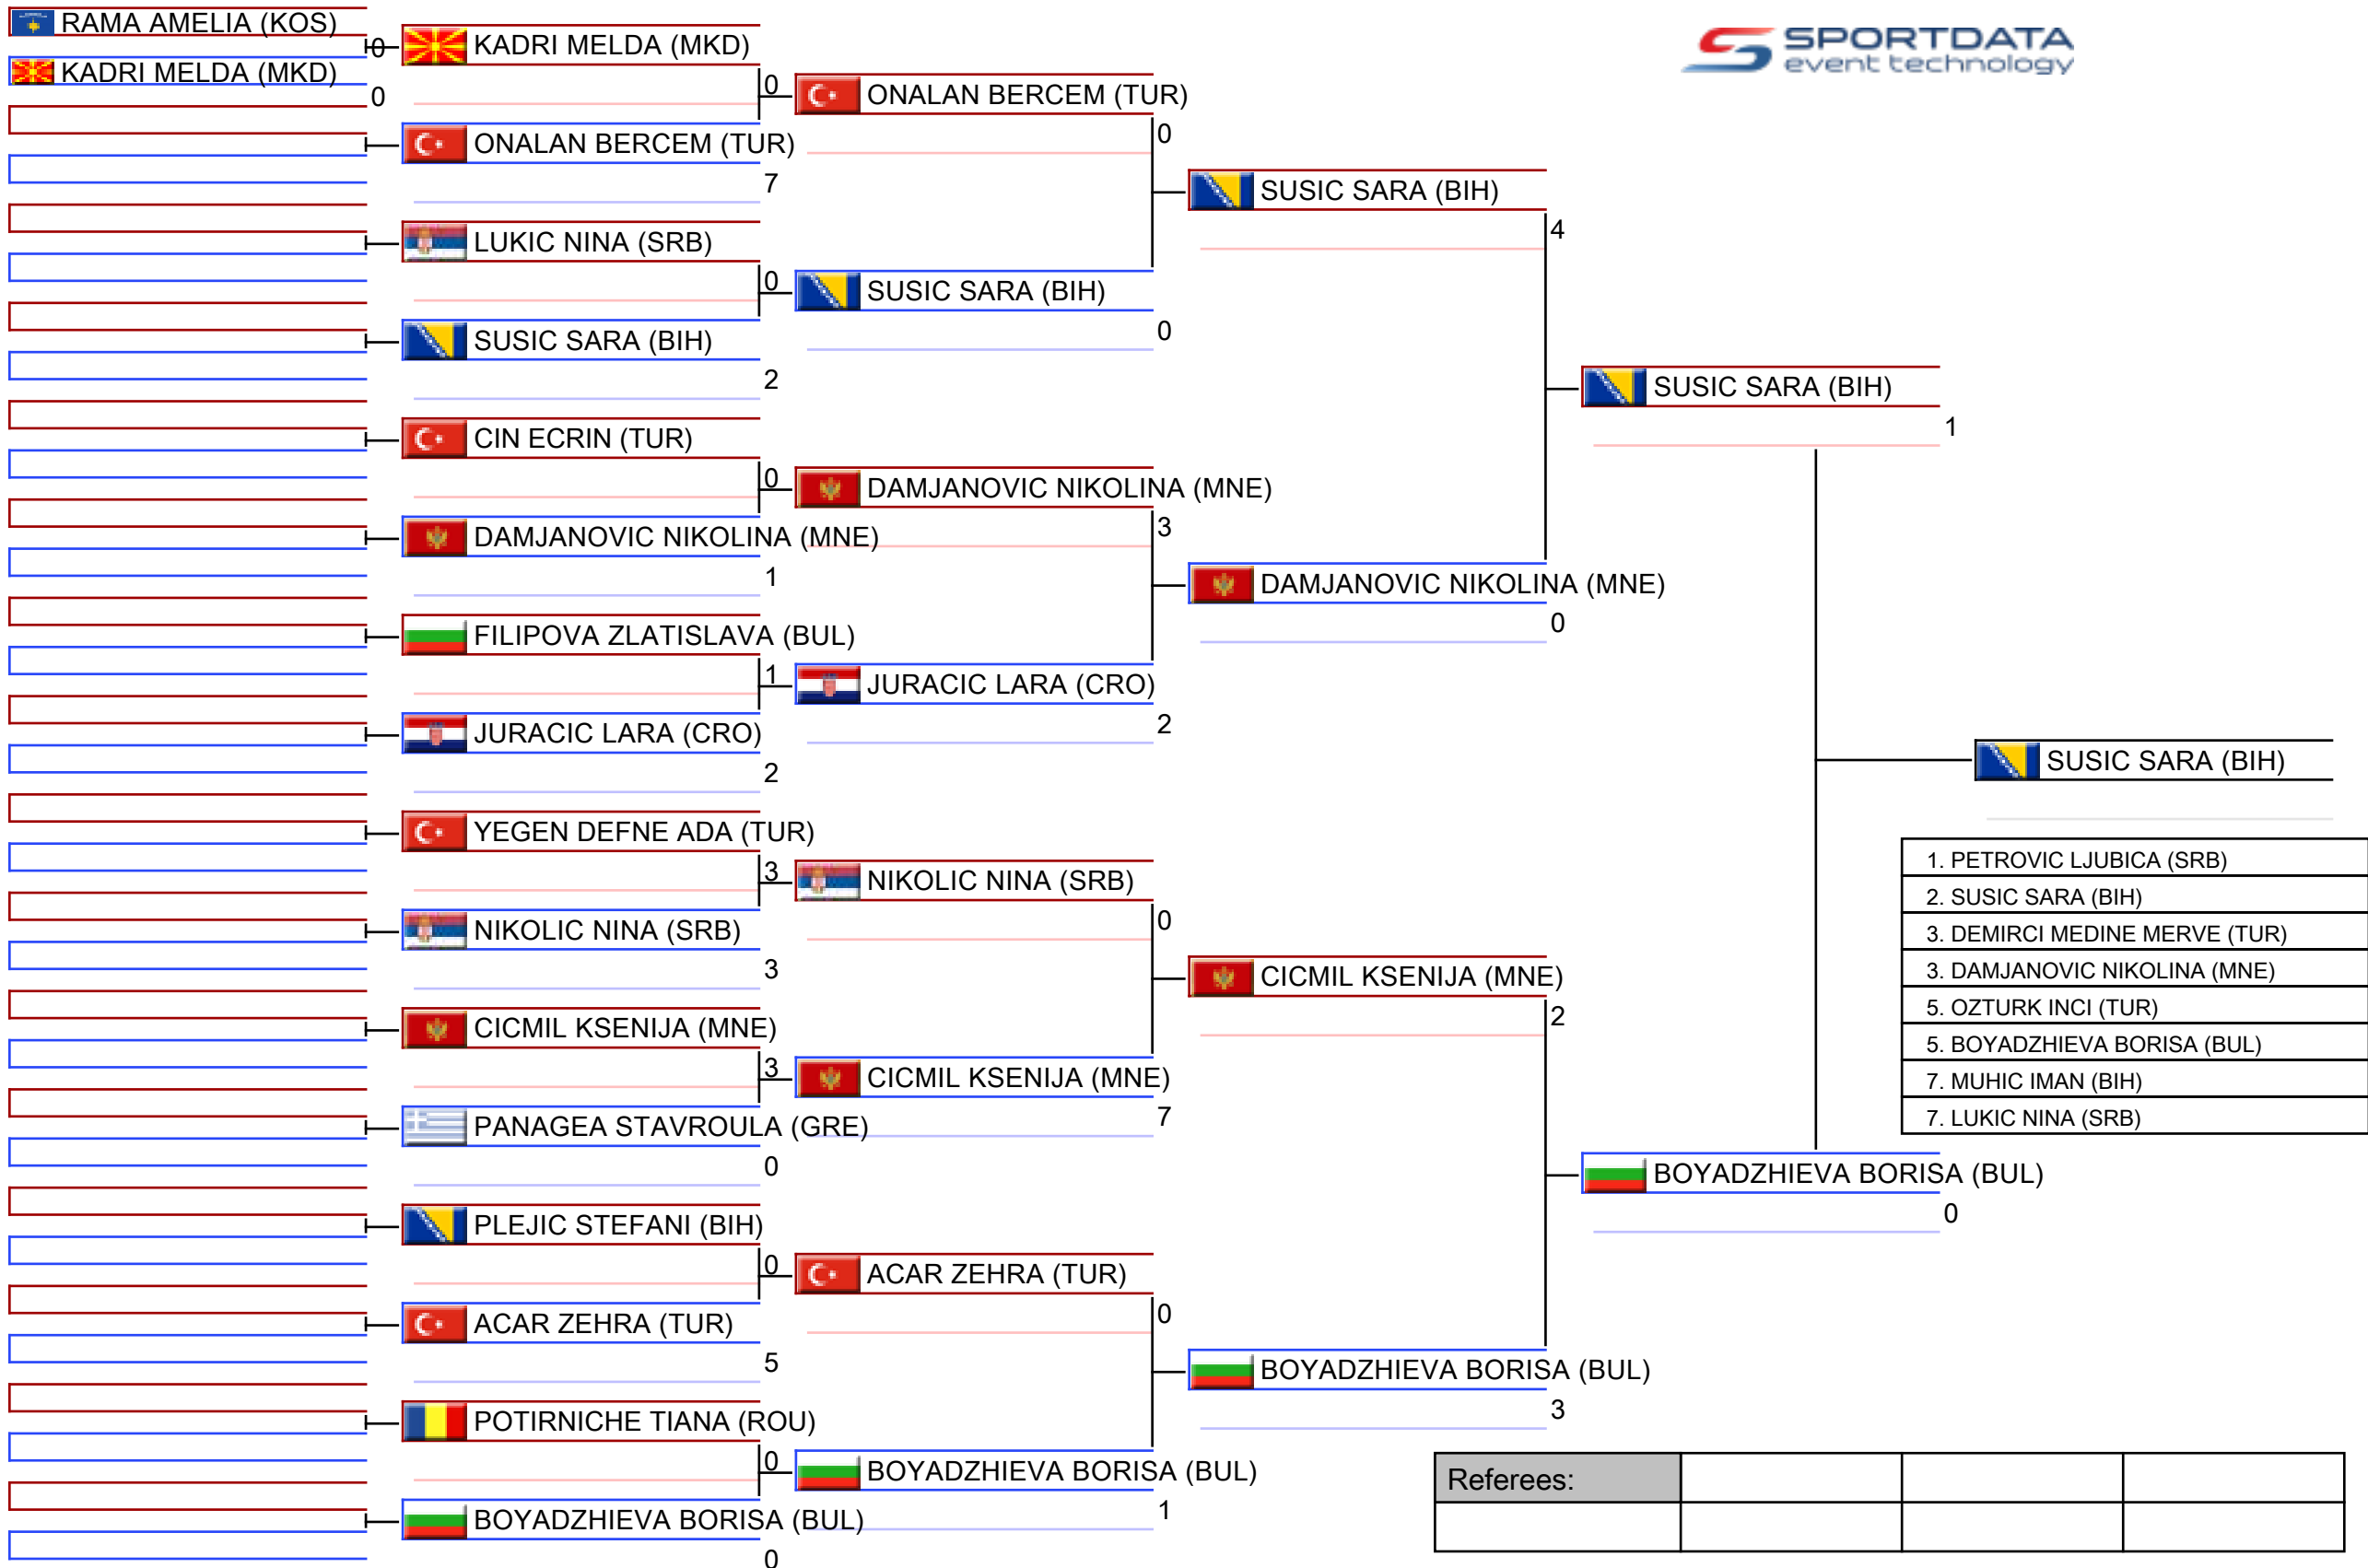 SPORTDATA
event technology
RAMA AMELIA (KOS)
0
KADRI MELDA (MKD)
0
KADRI MELDA (MKD)
0
ONALAN BERCEM (TUR)
7
LUKIC NINA (SRB)
0
SUSIC SARA (BIH)
2
CIN ECRIN (TUR)
0
DAMJANOVIC NIKOLINA (MNE)
1
FILIPOVA ZLATISLAVA (BUL)
1
JURACIC LARA (CRO)
2
YEGEN DEFNE ADA (TUR)
3
NIKOLIC NINA (SRB)
3
CICMIL KSENIJA (MNE)
3
PANAGEA STAVROULA (GRE)
0
PLEJIC STEFANI (BIH)
0
ACAR ZEHRA (TUR)
5
POTIRNICHE TIANA (ROU)
0
BOYADZHIEVA BORISA (BUL)
0
ONALAN BERCEM (TUR)
0
SUSIC SARA (BIH)
0
DAMJANOVIC NIKOLINA (MNE)
3
JURACIC LARA (CRO)
2
NIKOLIC NINA (SRB)
0
CICMIL KSENIJA (MNE)
7
ACAR ZEHRA (TUR)
0
BOYADZHIEVA BORISA (BUL)
1
SUSIC SARA (BIH)
4
DAMJANOVIC NIKOLINA (MNE)
0
CICMIL KSENIJA (MNE)
2
BOYADZHIEVA BORISA (BUL)
3
SUSIC SARA (BIH)
1
BOYADZHIEVA BORISA (BUL)
0
SUSIC SARA (BIH)
1. PETROVIC LJUBICA (SRB)
2. SUSIC SARA (BIH)
3. DEMIRCI MEDINE MERVE (TUR)
3. DAMJANOVIC NIKOLINA (MNE)
5. OZTURK INCI (TUR)
5. BOYADZHIEVA BORISA (BUL)
7. MUHIC IMAN (BIH)
7. LUKIC NINA (SRB)
Referees: